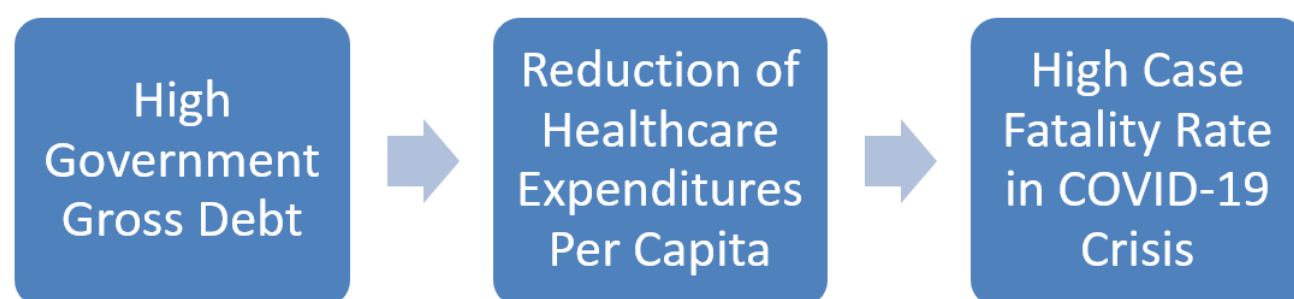 High
Government
Gross Debt
Reduction of
Healthcare
Expenditures
Per Capita
High Case
Fatality Rate
in COVID-19
Crisis